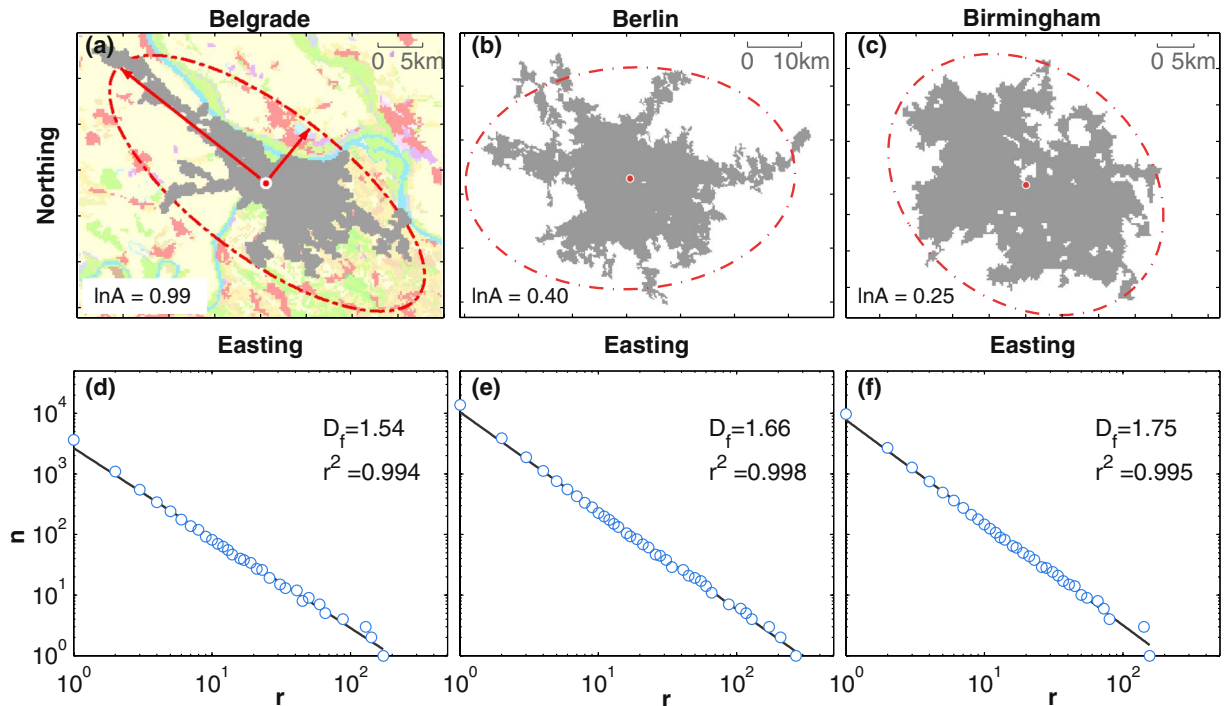 Belgrade
Berlin
Birmingham
(a)
0 5km
(b)
0 10km
(c)
0 5km
Northing
lnA = 0.99
lnA = 0.40
lnA = 0.25
Easting
Easting
Easting
(d)
(e)
(f)
D_f=1.54
r^2 =0.994
D_f=1.66
r^2 =0.998
D_f=1.75
r^2 =0.995
n
10^4
10^3
10^2
10^1
10^0
10^0 10^1 10^2
10^0 10^1 10^2
10^0 10^1 10^2
r
r
r